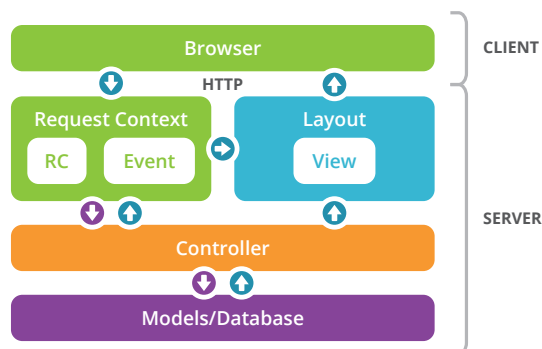 Browser
CLIENT
HTTP
Request Context
Layout
RC
Event
View
SERVER
Controller
Models/Database